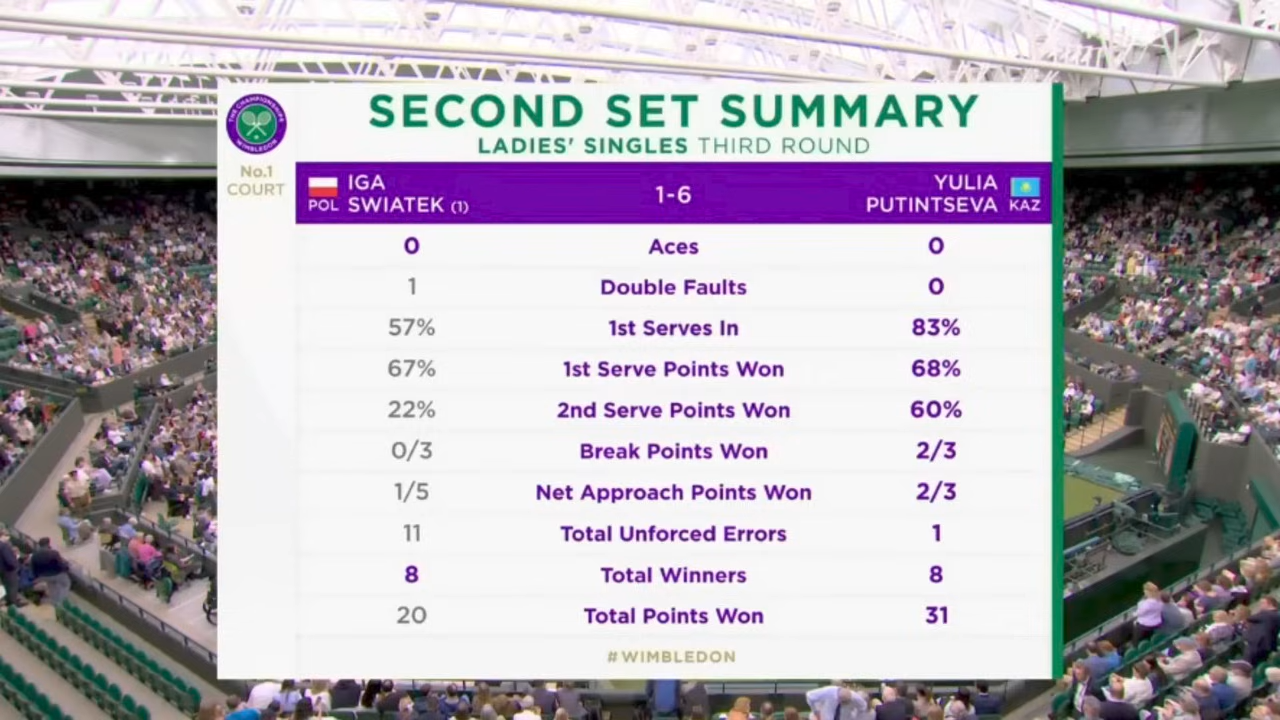 THE CHAMPIONSHIPS
WIMBLEDON
No.1
COURT
SECOND SET SUMMARY
LADIES' SINGLES THIRD ROUND
POL IGA SWIATEK (1) 1-6 YULIA PUTINTSEVA KAZ
0 Aces 0
1 Double Faults 0
57% 1st Serves In 83%
67% 1st Serve Points Won 68%
22% 2nd Serve Points Won 60%
0/3 Break Points Won 2/3
1/5 Net Approach Points Won 2/3
11 Total Unforced Errors 1
8 Total Winners 8
20 Total Points Won 31
#WIMBLEDON